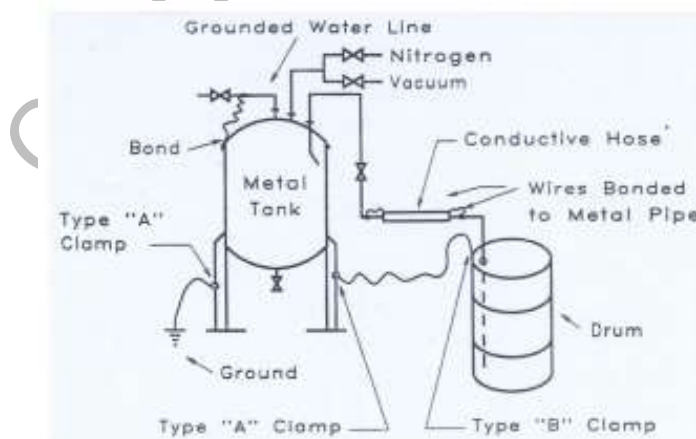 Grounded Water Line
Nitrogen
Vacuum
Bond
Conductive Hose'
Metal
Tank
Wires Bonded
to Metal Pipe
Type "A"
Clamp
Drum
Ground
Type "A" Clamp
Type "B" Clamp